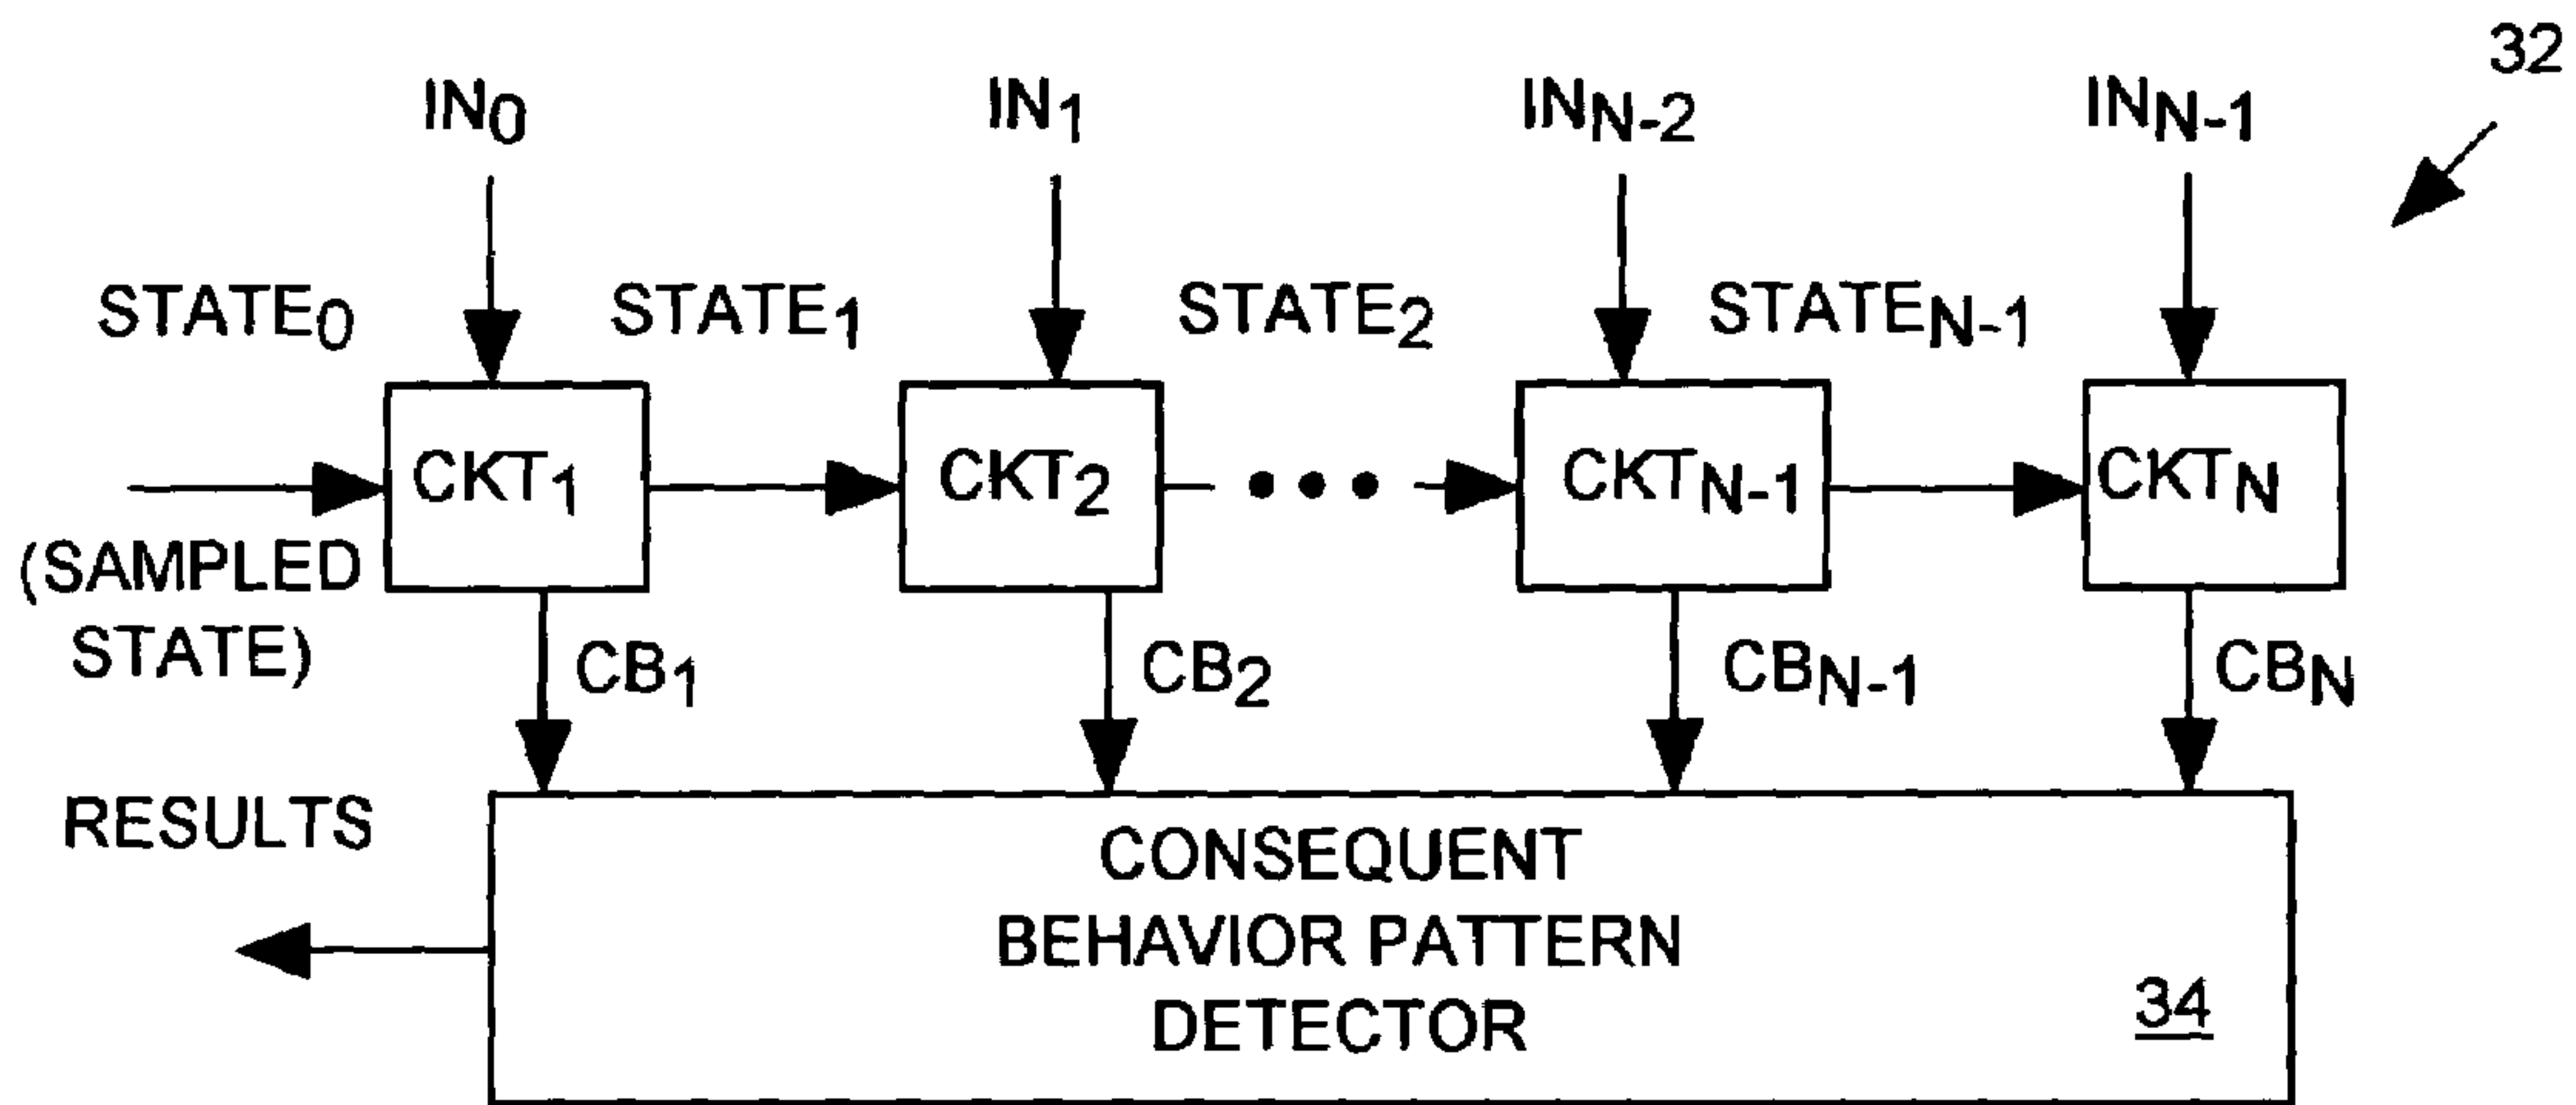 32
IN0 IN1 INN-2 INN-1
STATE0 STATE1 STATE2 STATEN-1
CKT1 CKT2 ••• CKTN-1 CKTN
(SAMPLED
STATE)
CB1 CB2 CBN-1 CBN
RESULTS
CONSEQUENT
BEHAVIOR PATTERN
DETECTOR
34